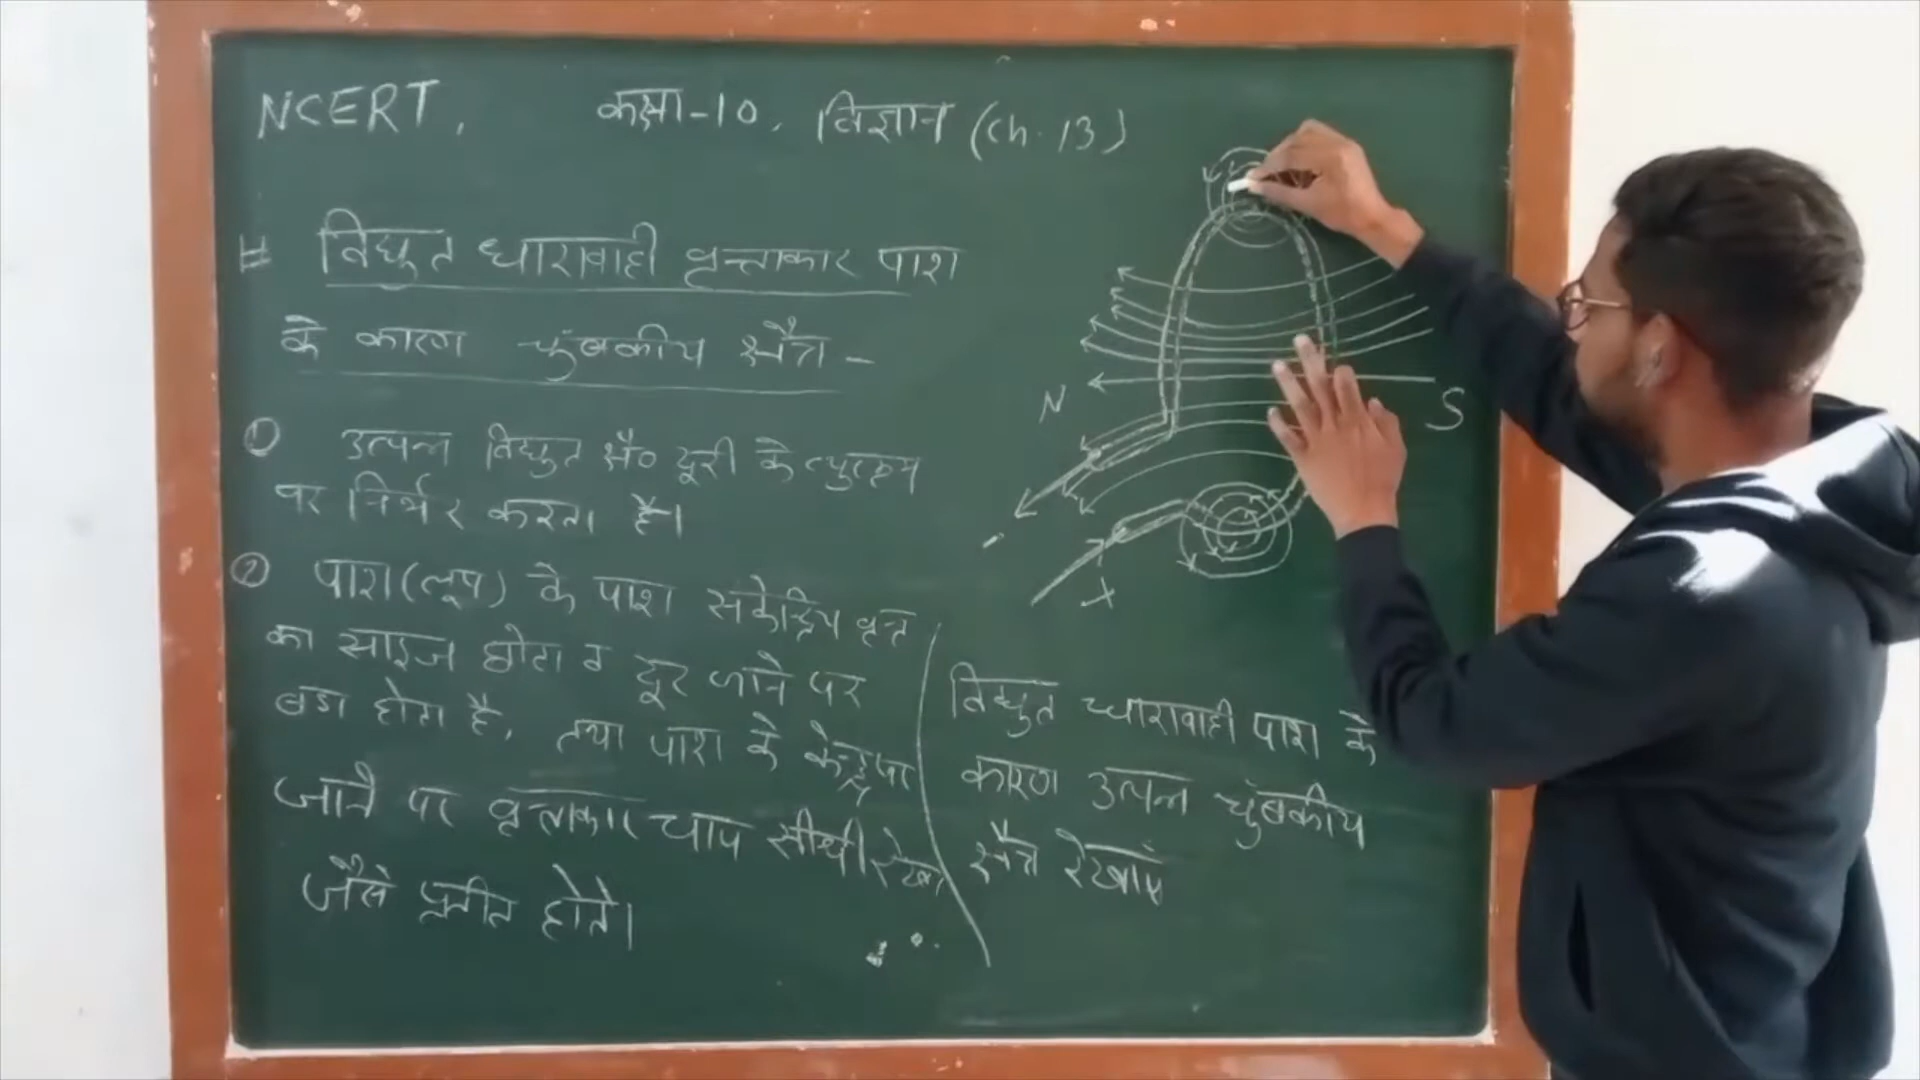 NCERT, कक्षा-10, विज्ञान (Ch. 13)
# विद्युत धारावाही वृत्ताकार पाश
के कारण चुंबकीय क्षेत्र -
① उत्पन्न विद्युत क्षे० दूरी के व्युत्क्रम
पर निर्भर करता है।
② पाश (लूप) के पाश संकेंद्रिय वृत्त
का साइज छोटा व दूर जाने पर
बड़ा होता है, तथा पाश के केन्द्र पर
जाने पर वृत्ताकार चाप सीधी रेखा
जैसे प्रतीत होते।
N
S
X
विद्युत धारावाही पाश के
कारण उत्पन्न चुंबकीय
क्षेत्र रेखाएं